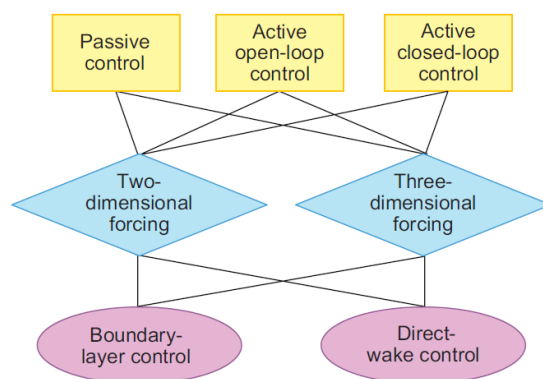 Passive
control
Active
open-loop
control
Active
closed-loop
control
Two-
dimensional
forcing
Three-
dimensional
forcing
Boundary-
layer control
Direct-
wake control